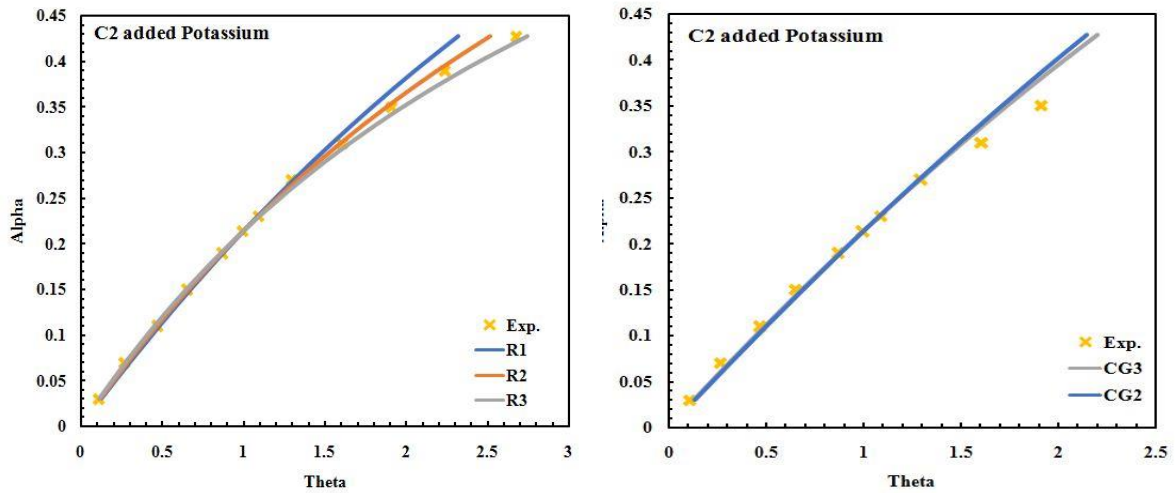 C2 added Potassium
0.45
0.4
0.35
0.3
0.25
0.2
0.15
0.1
0.05
0
Alpha
Exp.
R1
R2
R3
0 0.5 1 1.5 2 2.5 3
Theta
C2 added Potassium
0.45
0.4
0.35
0.3
0.25
0.2
0.15
0.1
0.05
0.00
Exp.
CG3
CG2
0 0.5 1 1.5 2 2.5
Theta